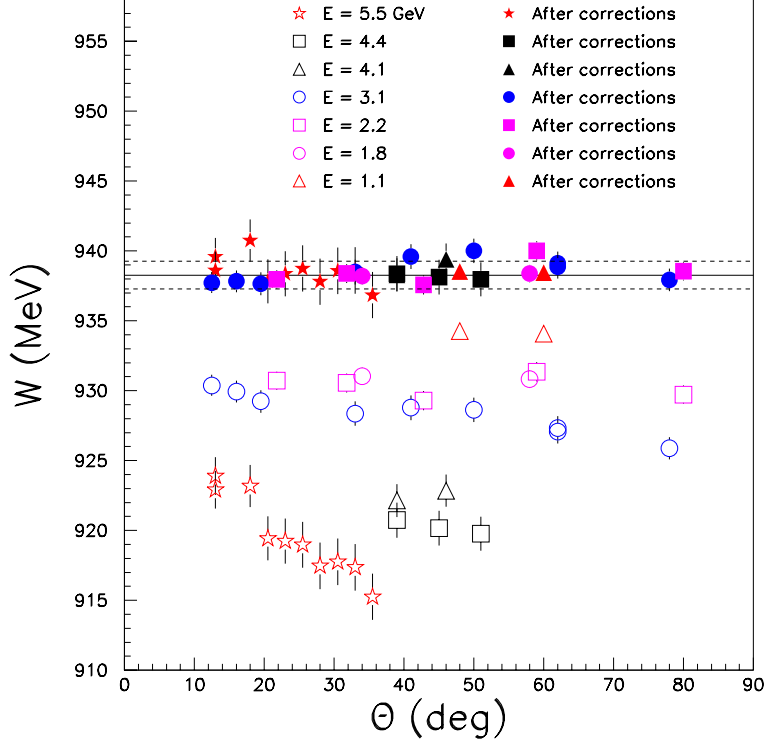 E = 5.5 GeV After corrections
E = 4.4 After corrections
E = 4.1 After corrections
E = 3.1 After corrections
E = 2.2 After corrections
E = 1.8 After corrections
E = 1.1 After corrections
955
950
945
940
935
930
925
920
915
910
W (MeV)
0 10 20 30 40 50 60 70 80 90
Θ (deg)